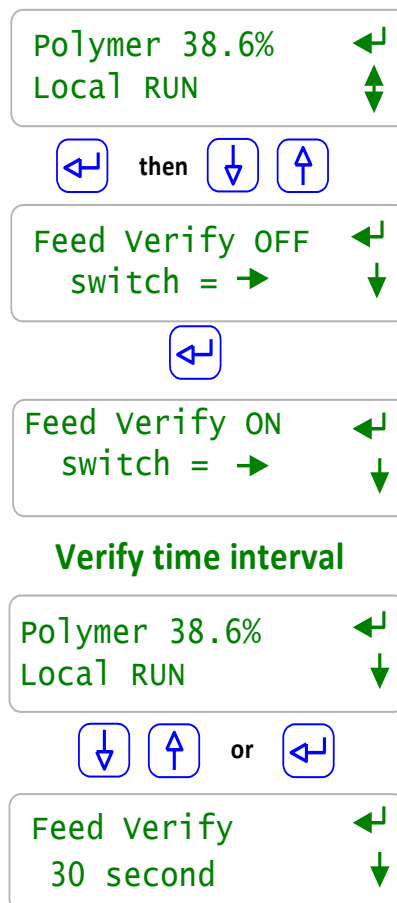 Polymer 38.6%
Local RUN
then
Feed Verify OFF
switch =
Feed Verify ON
switch =
Verify time interval
Polymer 38.6%
Local RUN
or
Feed Verify
30 second